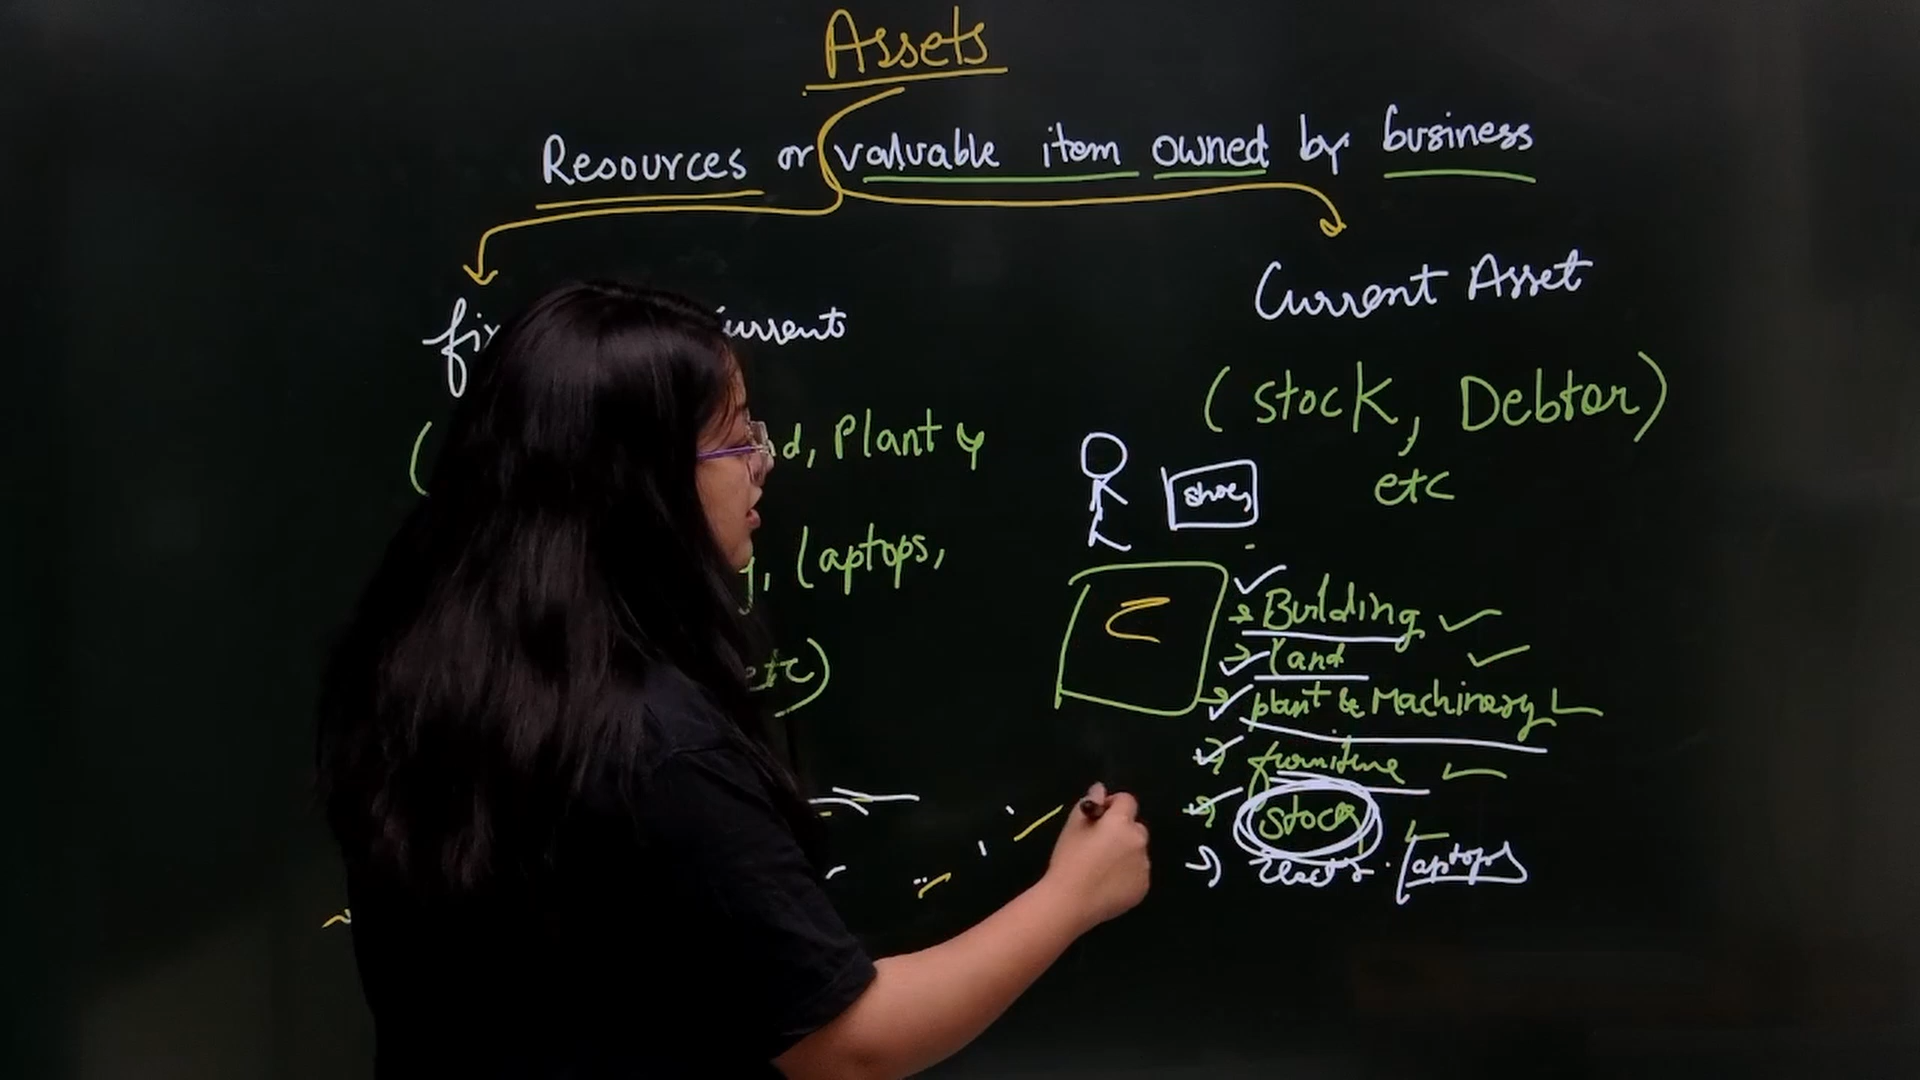 Assets
Resources or valuable item owned by business
Current Asset
(Stock, Debtor)
etc
Plant &
laptops,
etc)
shoe
C
→ Building
→ Land
→ plant & Machinery
→ furniture
→ stock
→ laptops